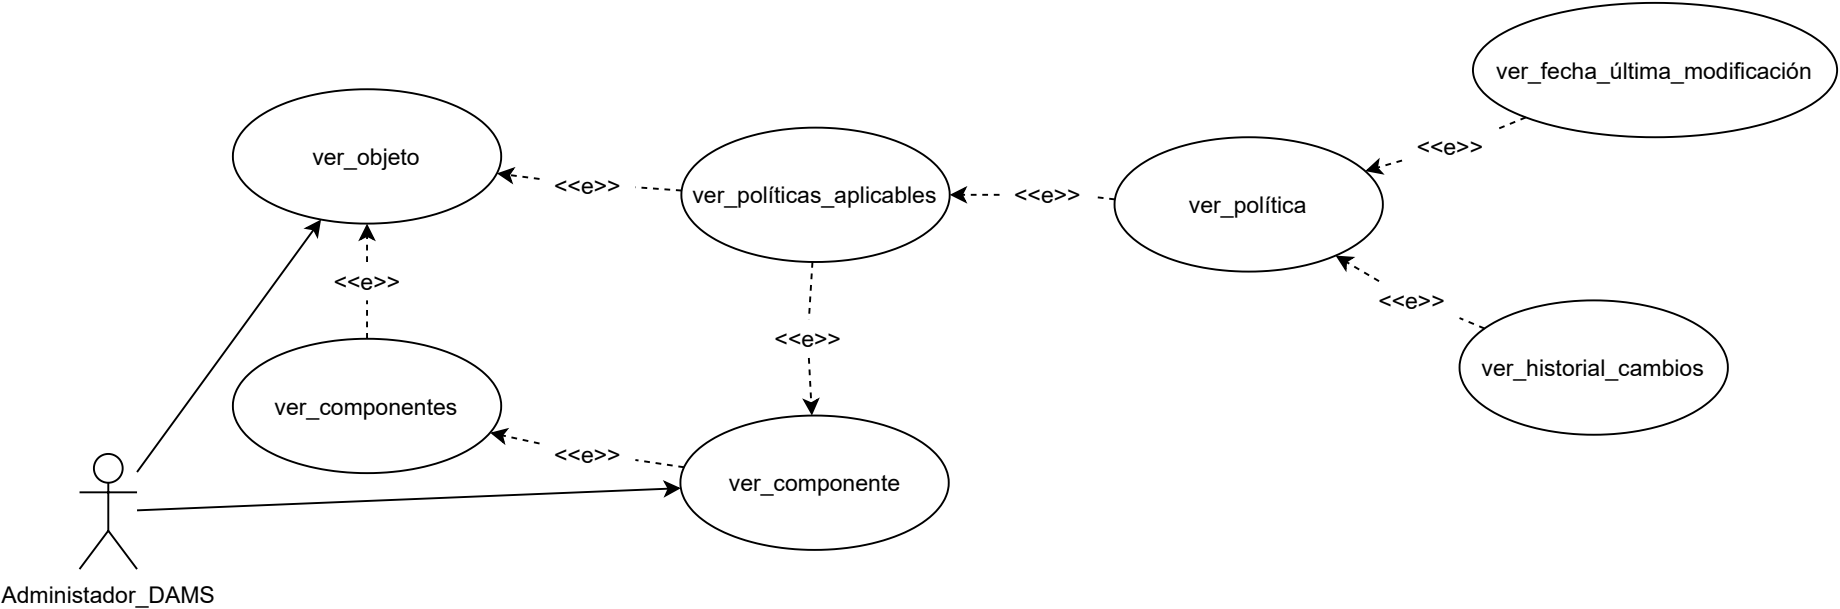 ver_fecha_última_modificación
ver_objeto
<<e>>
ver_políticas_aplicables
<<e>>
ver_política
<<e>>
<<e>>
<<e>>
<<e>>
ver_historial_cambios
ver_componentes
<<e>>
ver_componente
Administador_DAMS